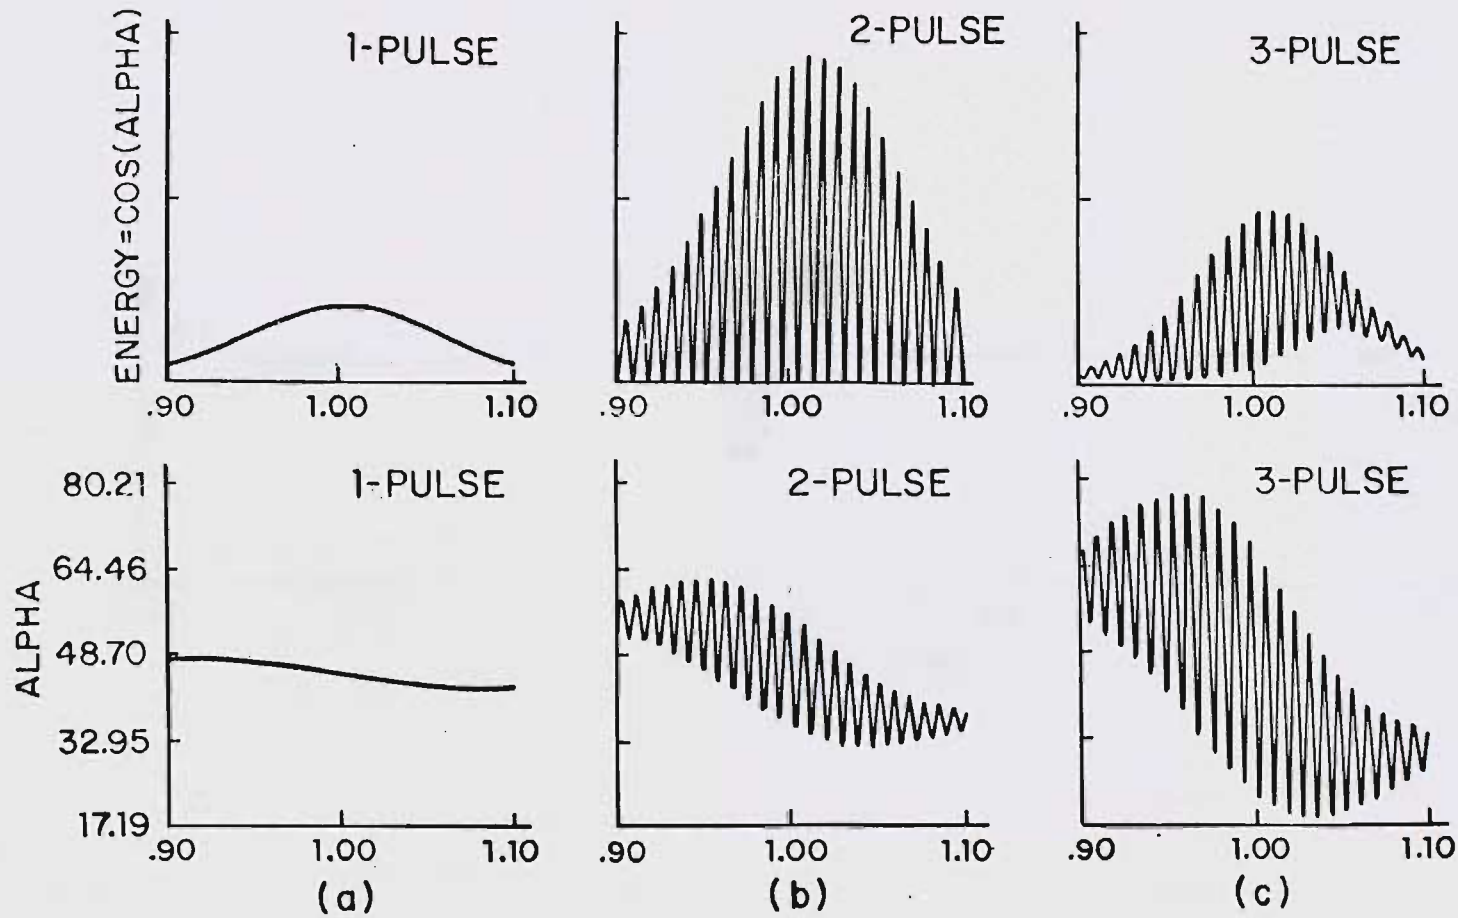 1-PULSE
2-PULSE
3-PULSE
ENERGY=COS(ALPHA)
.90 1.00 1.10
.90 1.00 1.10
.90 1.00 1.10
1-PULSE
2-PULSE
3-PULSE
ALPHA
80.21
64.46
48.70
32.95
17.19
.90 1.00 1.10
.90 1.00 1.10
.90 1.00 1.10
(a)
(b)
(c)